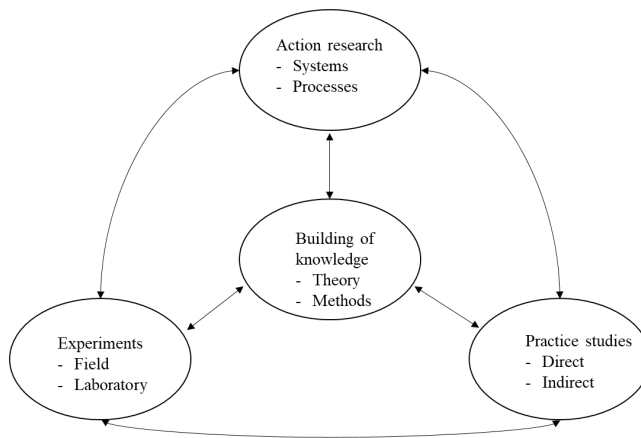 Action research
- Systems
- Processes
Building of
knowledge
- Theory
- Methods
Experiments
- Field
- Laboratory
Practice studies
- Direct
- Indirect